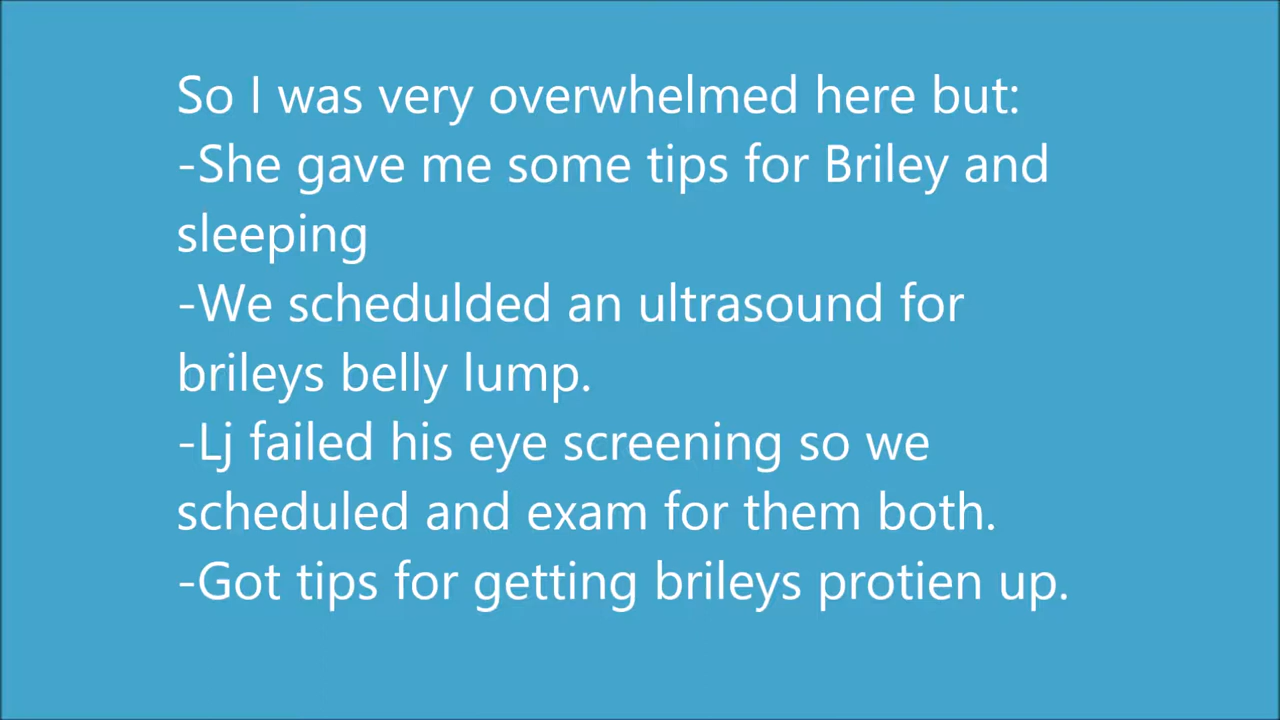 So I was very overwhelmed here but:
-She gave me some tips for Briley and
sleeping
-We schedulded an ultrasound for
brileys belly lump.
-Lj failed his eye screening so we
scheduled and exam for them both.
-Got tips for getting brileys protien up.